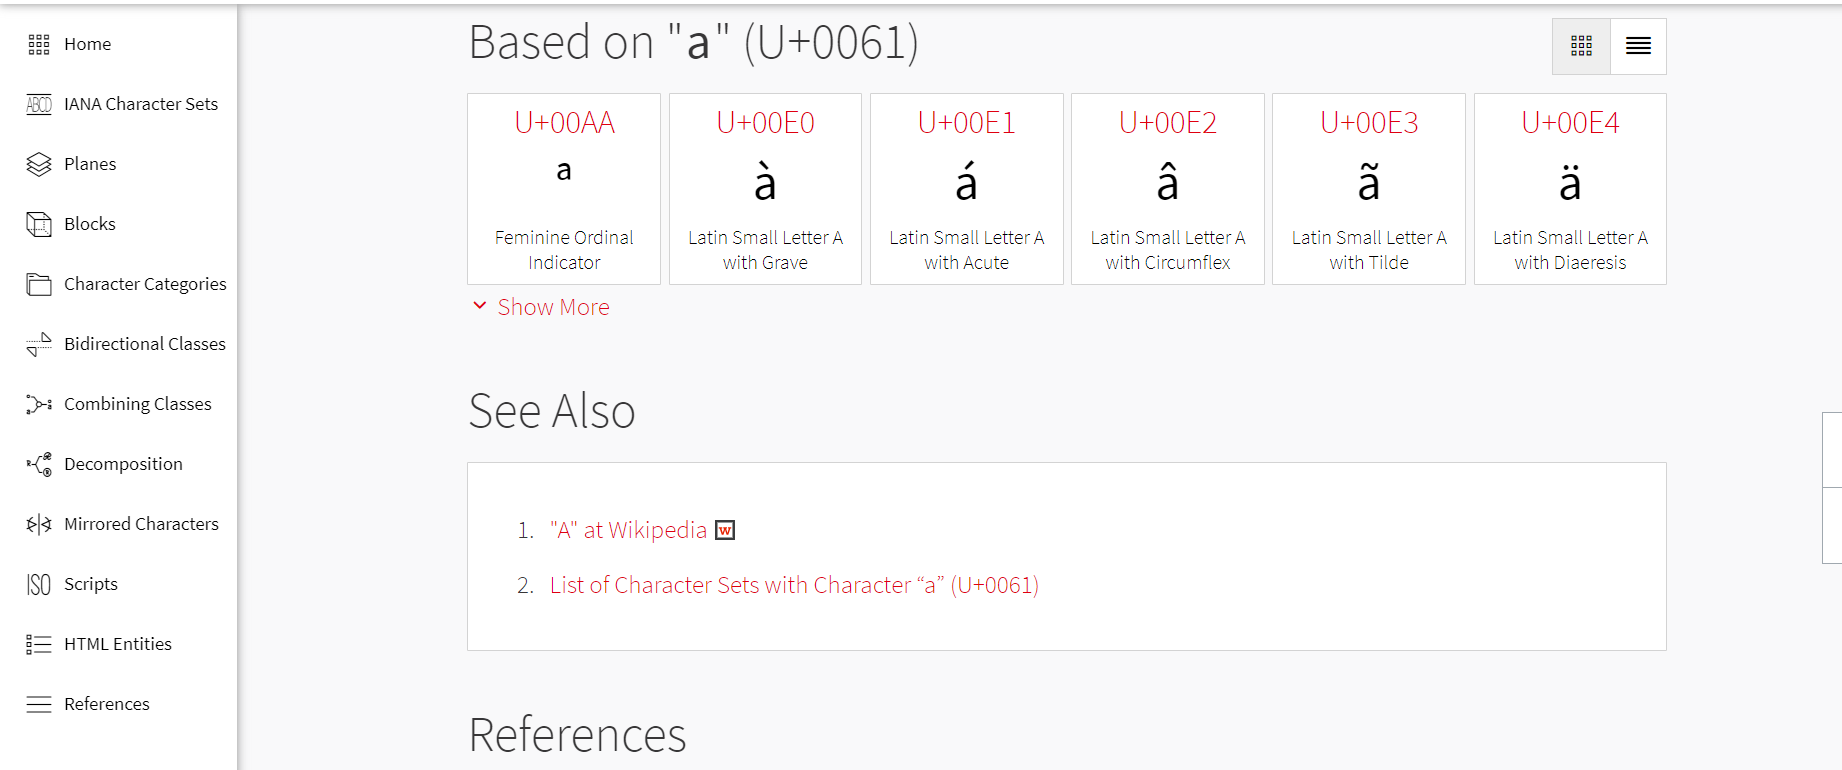 Home
IANA Character Sets
Planes
Blocks
Character Categories
Bidirectional Classes
Combining Classes
Decomposition
Mirrored Characters
ISO Scripts
HTML Entities
References
Based on "a" (U+0061)
U+00AA
ª
Feminine Ordinal
Indicator
U+00E0
à
Latin Small Letter A
with Grave
U+00E1
á
Latin Small Letter A
with Acute
U+00E2
â
Latin Small Letter A
with Circumflex
U+00E3
ã
Latin Small Letter A
with Tilde
U+00E4
ä
Latin Small Letter A
with Diaeresis
Show More
See Also
1. "A" at Wikipedia W
2. List of Character Sets with Character “a” (U+0061)
References